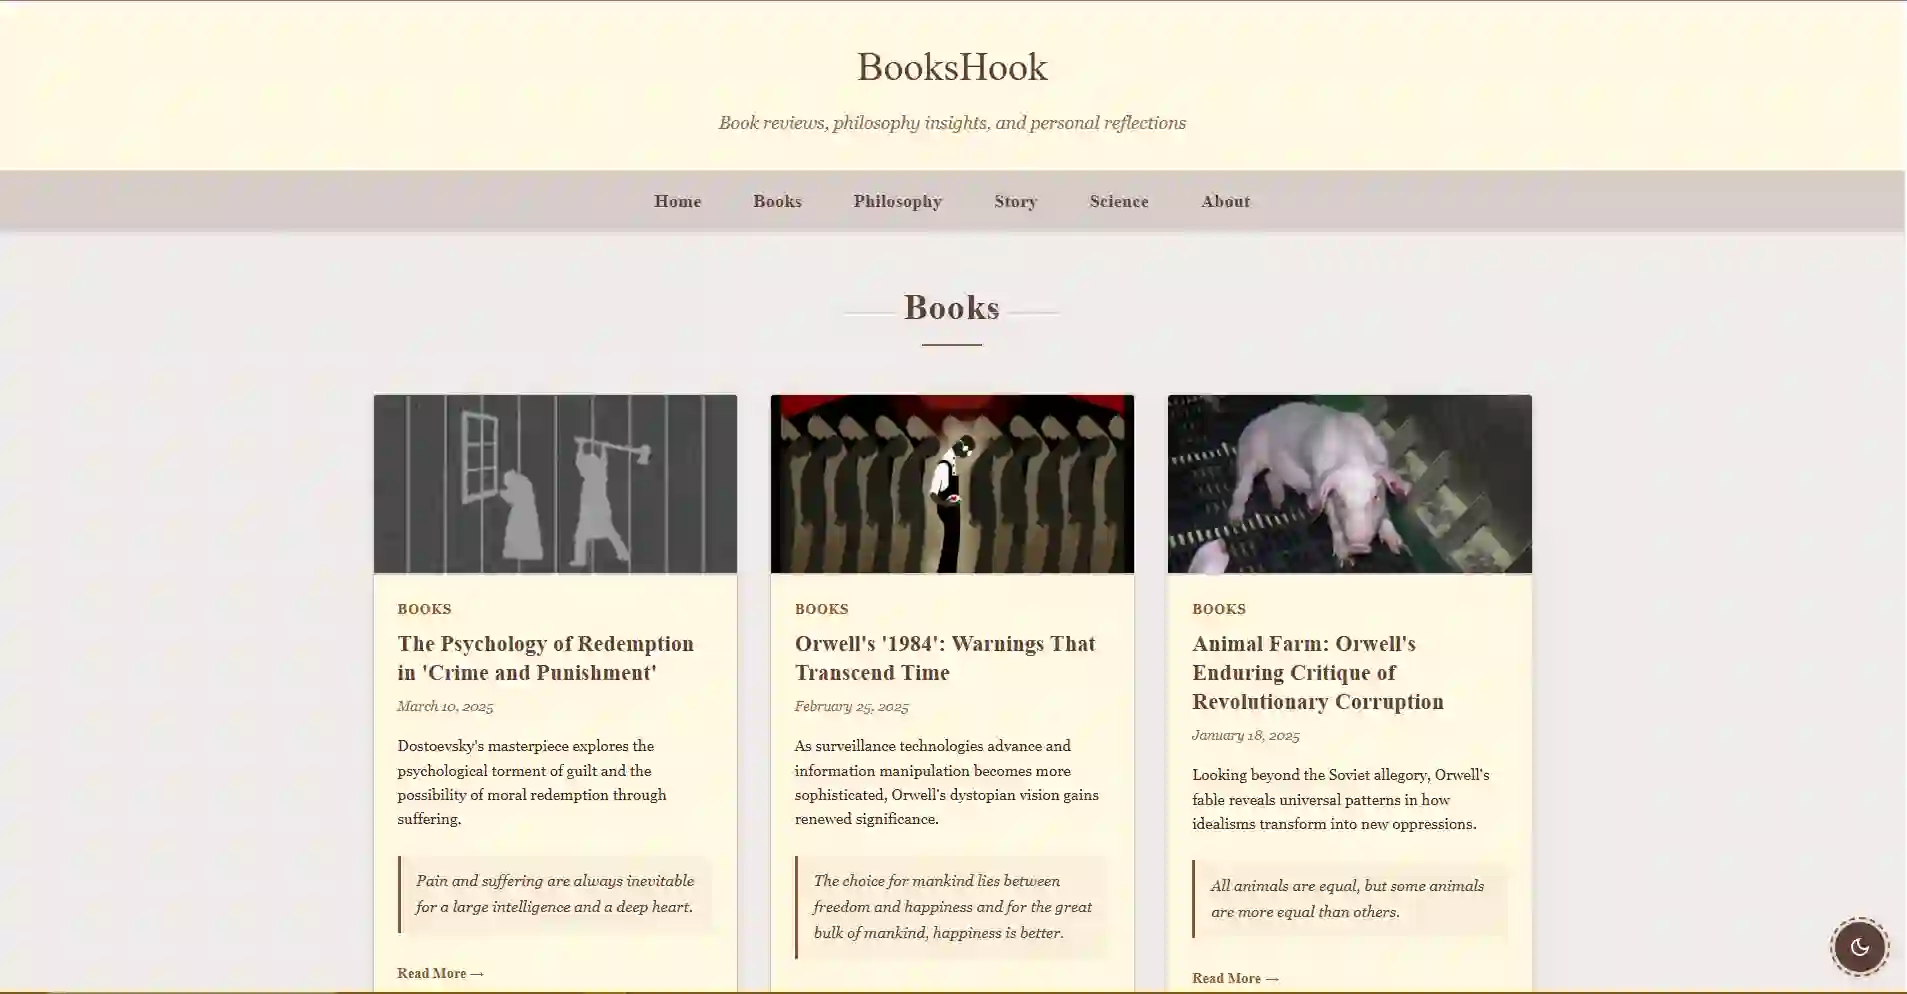 BooksHook
Book reviews, philosophy insights, and personal reflections
Home Books Philosophy Story Science About
Books
BOOKS
The Psychology of Redemption
in 'Crime and Punishment'
March 10, 2025
Dostoevsky's masterpiece explores the
psychological torment of guilt and the
possibility of moral redemption through
suffering.
Pain and suffering are always inevitable
for a large intelligence and a deep heart.
Read More →
BOOKS
Orwell's '1984': Warnings That
Transcend Time
February 25, 2025
As surveillance technologies advance and
information manipulation becomes more
sophisticated, Orwell's dystopian vision gains
renewed significance.
The choice for mankind lies between
freedom and happiness and for the great
bulk of mankind, happiness is better.
BOOKS
Animal Farm: Orwell's
Enduring Critique of
Revolutionary Corruption
January 18, 2025
Looking beyond the Soviet allegory, Orwell's
fable reveals universal patterns in how
idealisms transform into new oppressions.
All animals are equal, but some animals
are more equal than others.
Read More →